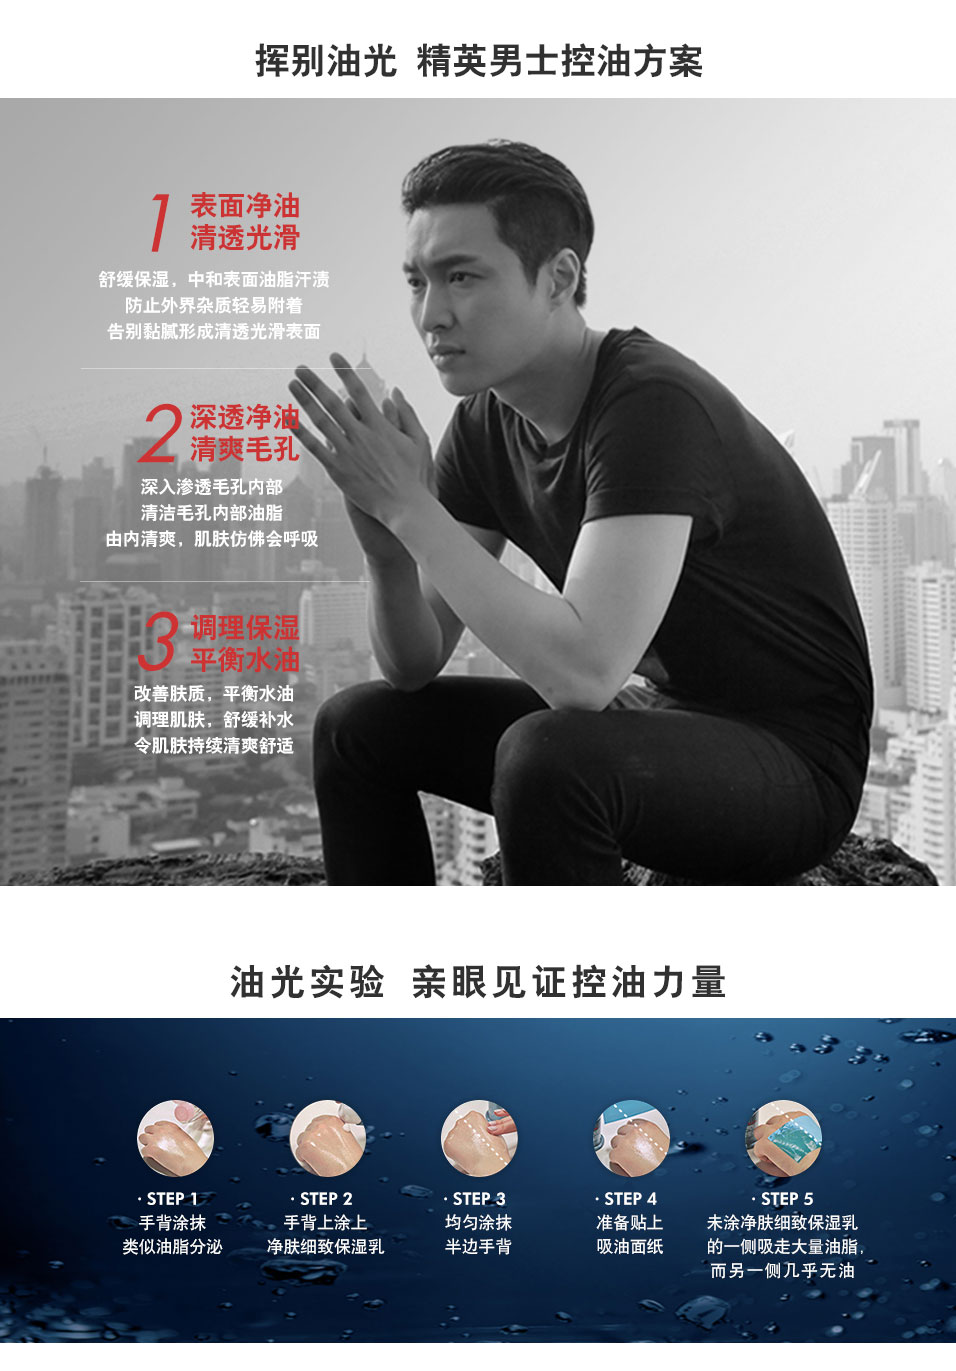 挥别油光 精英男士控油方案
1
表面净油
清透光滑
舒缓保湿，中和表面油脂汗渍
防止外界杂质轻易附着
告别黏腻形成清透光滑表面
2
深透净油
清爽毛孔
深入渗透毛孔内部
清洁毛孔内部油脂
由内清爽，肌肤仿佛会呼吸
3
调理保湿
平衡水油
改善肤质，平衡水油
调理肌肤，舒缓补水
令肌肤持续清爽舒适
油光实验 亲眼见证控油力量
· STEP 1
手背涂抹
类似油脂分泌
· STEP 2
手背上涂上
净肤细致保湿乳
· STEP 3
均匀涂抹
半边手背
· STEP 4
准备贴上
吸油面纸
· STEP 5
未涂净肤细致保湿乳
的一侧吸走大量油脂，
而另一侧几乎无油